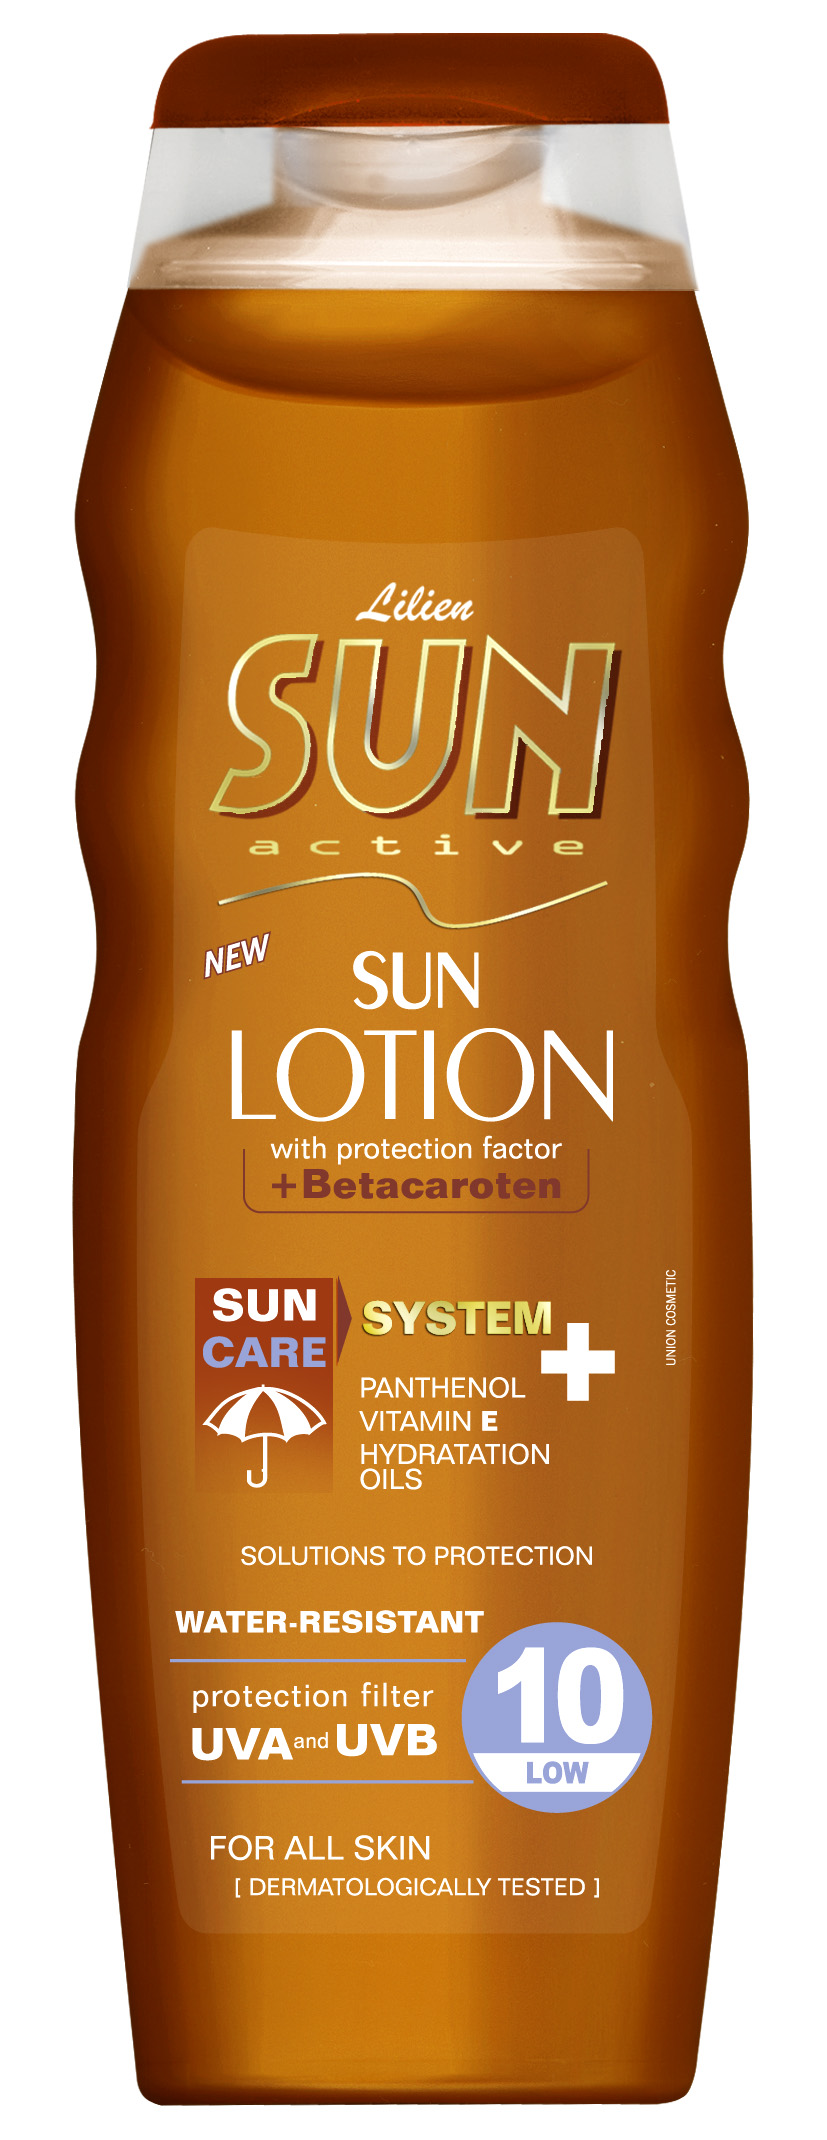 Lilien
SUN
active
NEW
SUN
LOTION
with protection factor
+Betacaroten
SUN
CARE
SYSTEM
PANTHENOL
VITAMIN E
HYDRATATION
OILS
UNION COSMETIC
SOLUTIONS TO PROTECTION
WATER-RESISTANT
protection filter
UVA and UVB
10
LOW
FOR ALL SKIN
[ DERMATOLOGICALLY TESTED ]